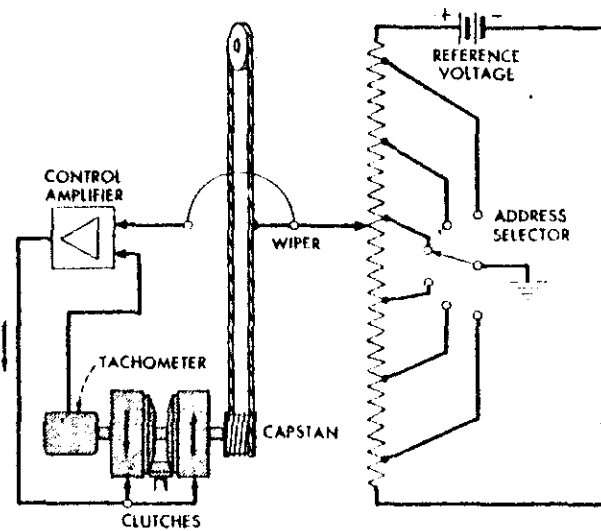 + -
REFERENCE
VOLTAGE
CONTROL
AMPLIFIER
ADDRESS
SELECTOR
WIPER
TACHOMETER
CAPSTAN
CLUTCHES